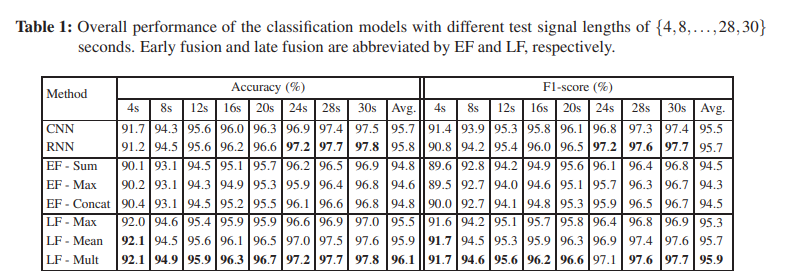 Table 1: Overall performance of the classification models with different test signal lengths of {4,8,...,28,30}
seconds. Early fusion and late fusion are abbreviated by EF and LF, respectively.
Method Accuracy (%) F1-score (%)
4s 8s 12s 16s 20s 24s 28s 30s Avg. 4s 8s 12s 16s 20s 24s 28s 30s Avg.
CNN 91.7 94.3 95.6 96.0 96.3 96.9 97.4 97.5 95.7 91.4 93.9 95.3 95.8 96.1 96.8 97.3 97.4 95.5
RNN 91.2 94.5 95.6 96.2 96.6 97.2 97.7 97.8 95.8 90.8 94.2 95.4 96.0 96.5 97.2 97.6 97.7 95.7
EF - Sum 90.1 93.1 94.5 95.1 95.7 96.2 96.5 96.9 94.8 89.6 92.8 94.2 94.9 95.6 96.1 96.4 96.8 94.5
EF - Max 90.2 93.1 94.3 94.9 95.3 95.9 96.4 96.8 94.6 89.5 92.7 94.0 94.6 95.1 95.7 96.3 96.7 94.3
EF - Concat 90.4 93.1 94.5 95.2 95.5 96.1 96.6 96.8 94.8 90.0 92.7 94.1 94.8 95.3 95.9 96.5 96.7 94.5
LF - Max 92.0 94.6 95.4 95.9 95.9 96.6 96.9 97.0 95.5 91.6 94.2 95.1 95.7 95.8 96.4 96.8 96.9 95.3
LF - Mean 92.1 94.5 95.6 96.1 96.5 97.0 97.5 97.6 95.9 91.7 94.5 95.3 95.9 96.3 96.9 97.4 97.6 95.7
LF - Mult 92.1 94.9 95.9 96.3 96.7 97.2 97.7 97.8 96.1 91.7 94.6 95.6 96.2 96.6 97.1 97.6 97.7 95.9